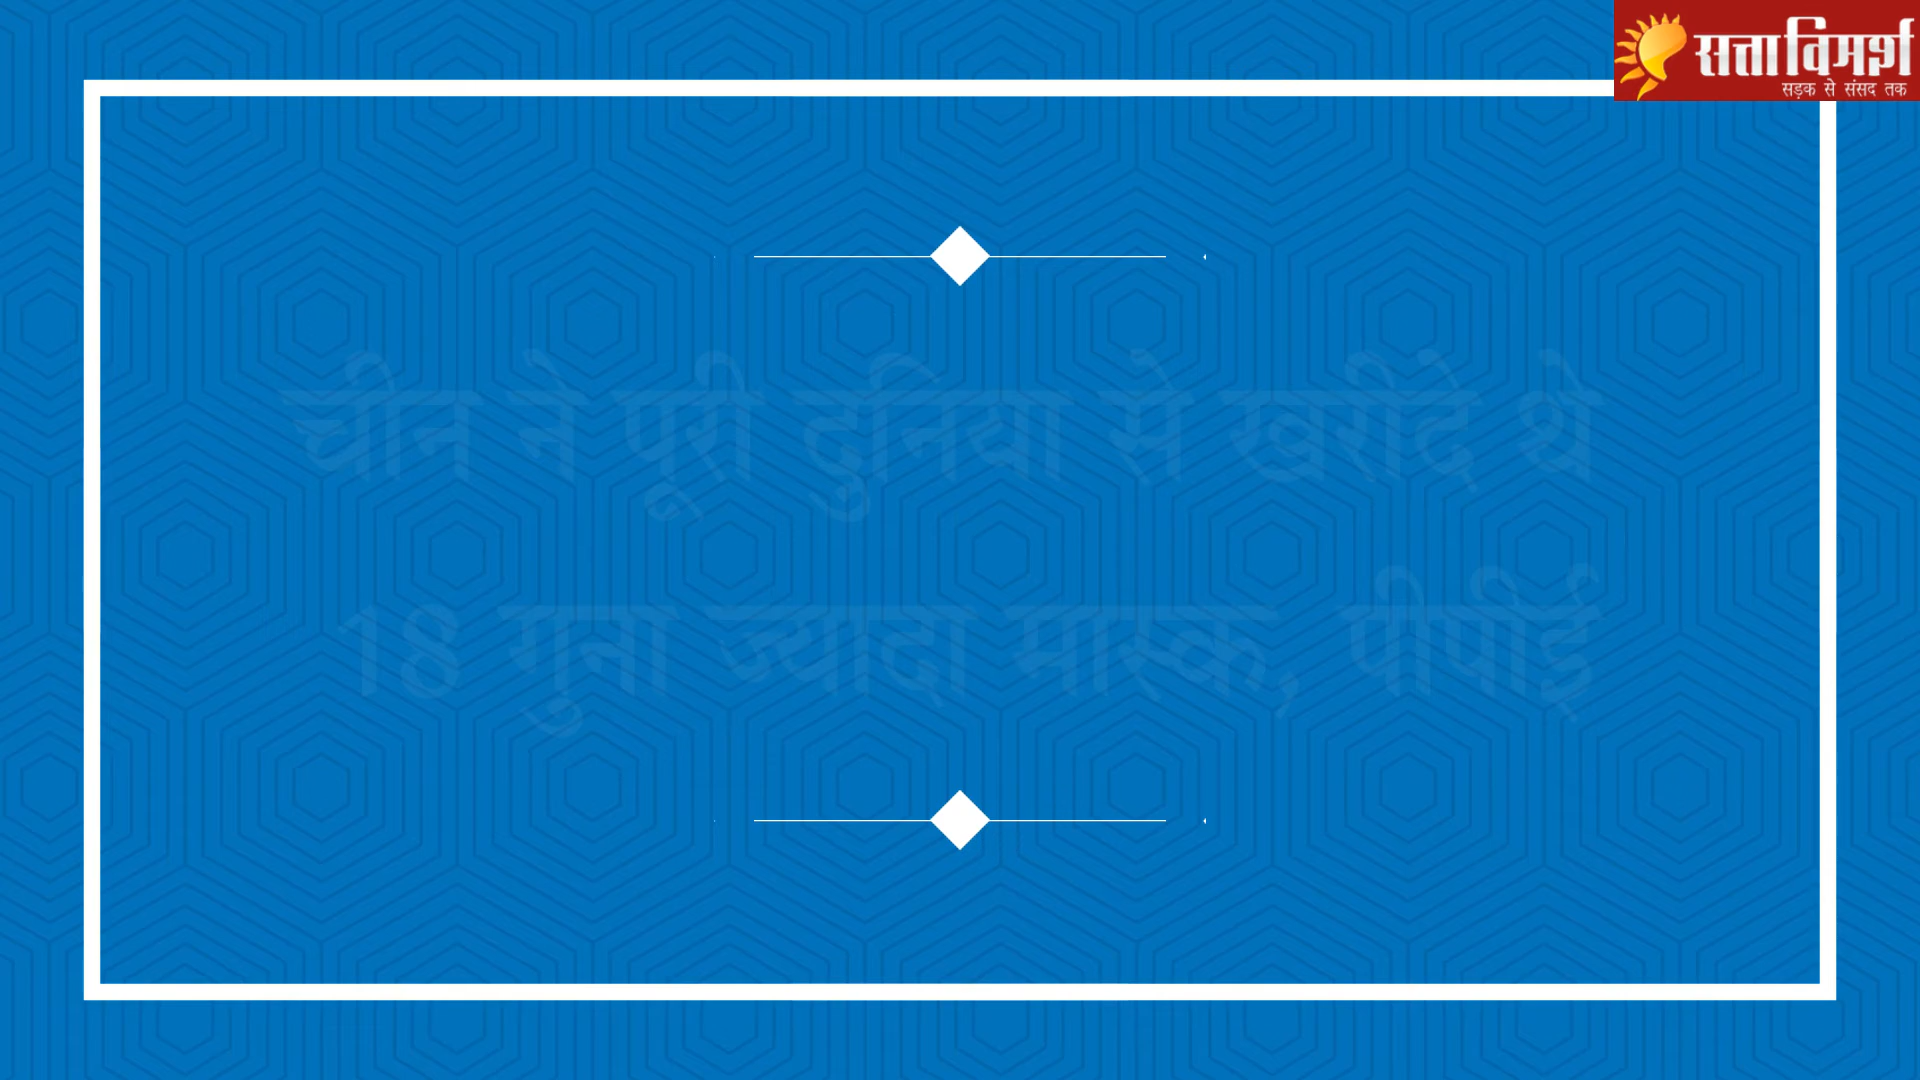 सत्ता विमर्श
सड़क से संसद तक
चीन ने पूरी दुनिया से खरीदे थे
18 गुना ज्यादा मास्क, पीपीई